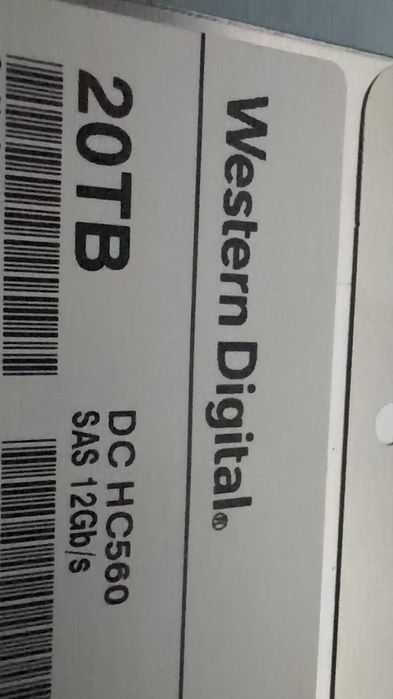 Western Digital®
20TB
DC HC560
SAS 12Gb/s